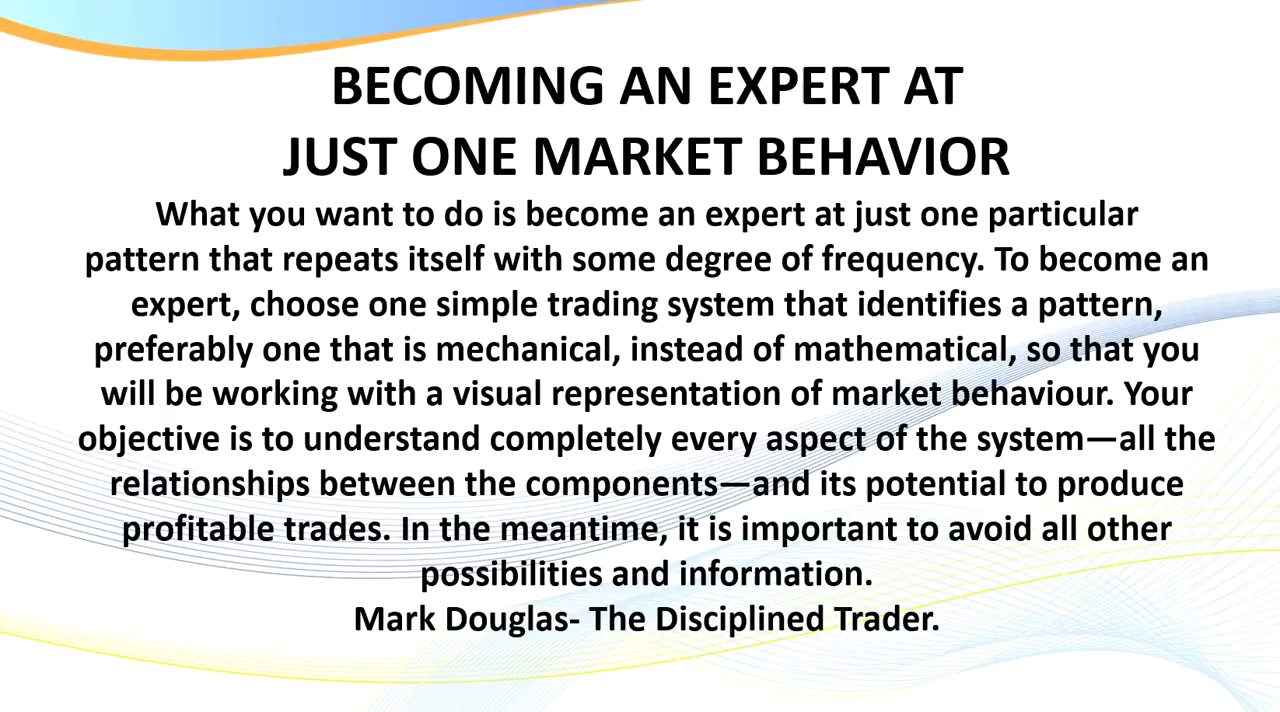 BECOMING AN EXPERT AT
JUST ONE MARKET BEHAVIOR
What you want to do is become an expert at just one particular
pattern that repeats itself with some degree of frequency. To become an
expert, choose one simple trading system that identifies a pattern,
preferably one that is mechanical, instead of mathematical, so that you
will be working with a visual representation of market behaviour. Your
objective is to understand completely every aspect of the system—all the
relationships between the components—and its potential to produce
profitable trades. In the meantime, it is important to avoid all other
possibilities and information.
Mark Douglas- The Disciplined Trader.